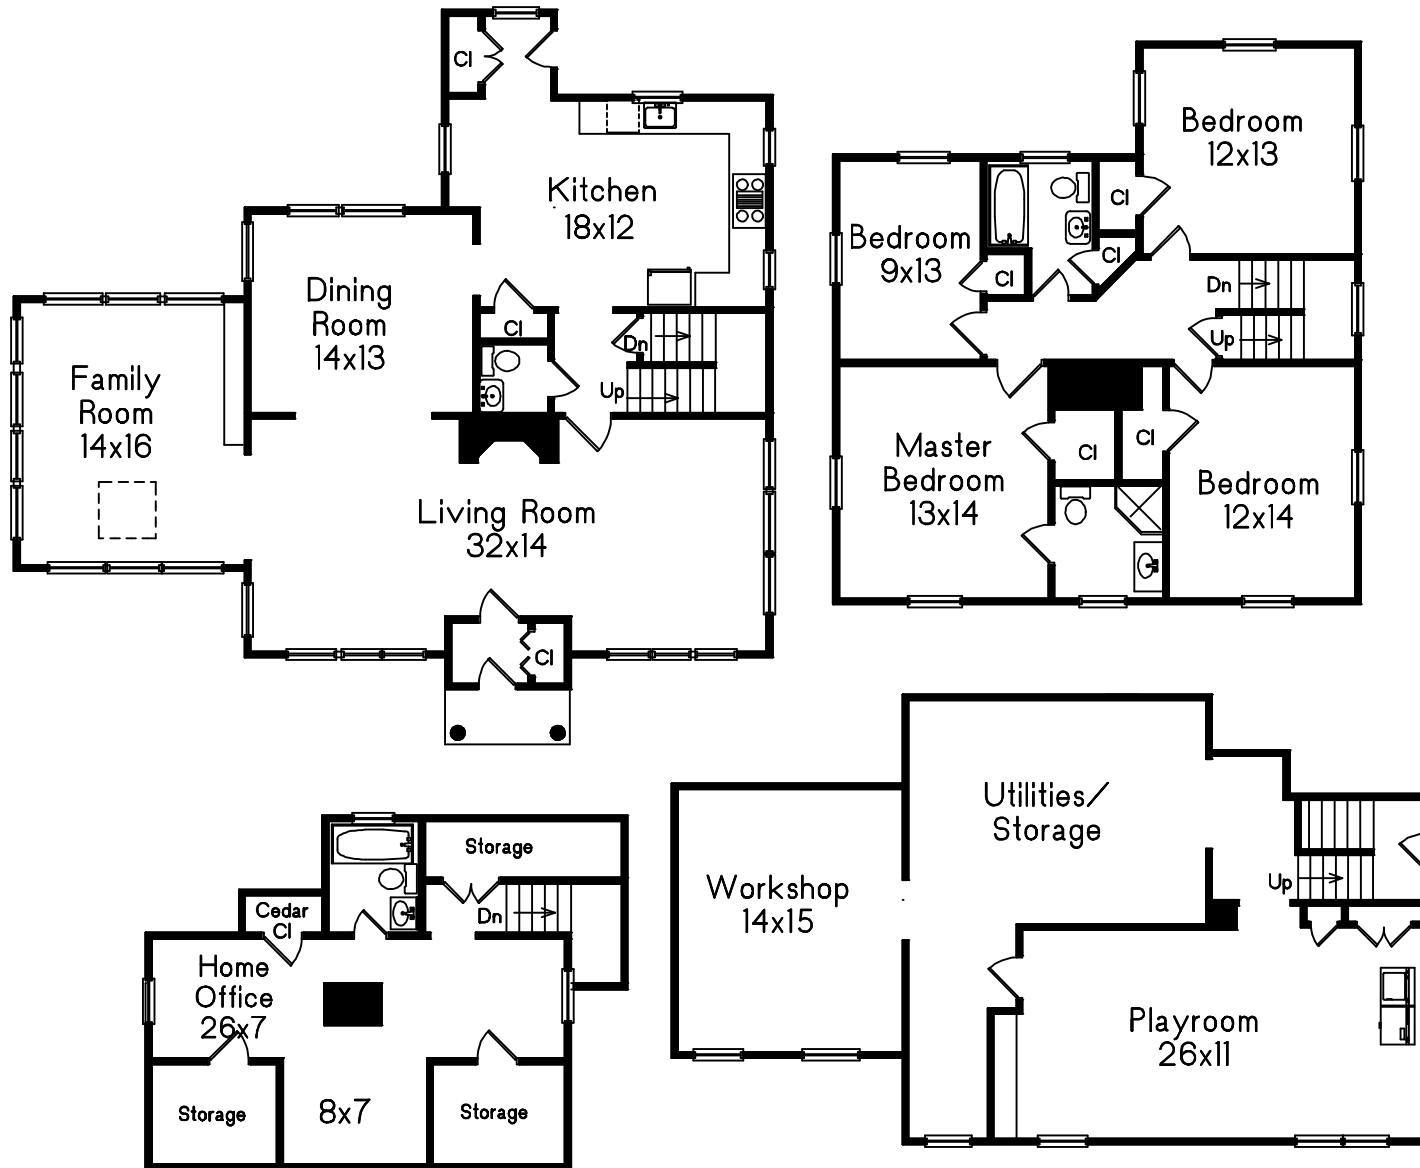 Cl
Kitchen
18x12
Dining
Room
14x13
Cl
Dn
Up
Family
Room
14x16
Living Room
32x14
Cl
Bedroom
12x13
Cl
Bedroom
9x13
Cl
Cl
Dn
Up
Master
Bedroom
13x14
Cl
Cl
Bedroom
12x14
Storage
Cedar
Cl
Dn
Home
Office
26x7
Storage
8x7
Storage
Utilities/
Storage
Workshop
14x15
Up
Playroom
26x11